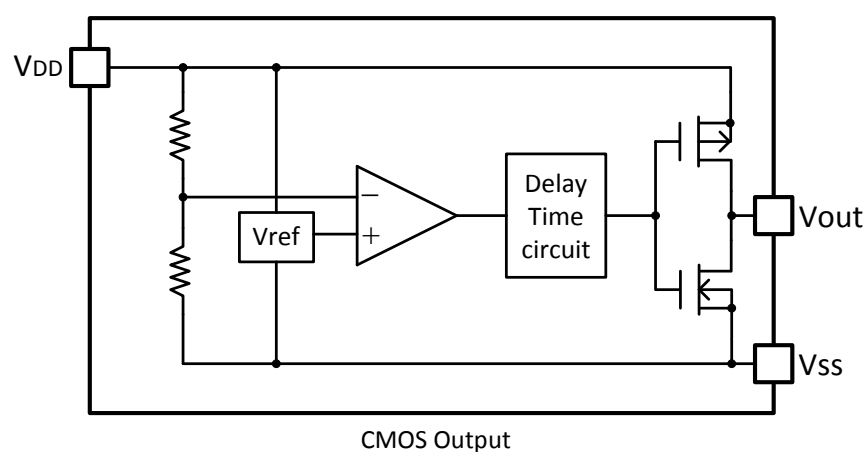 VDD
Vref
−
+
Delay
Time
circuit
Vout
Vss
CMOS Output